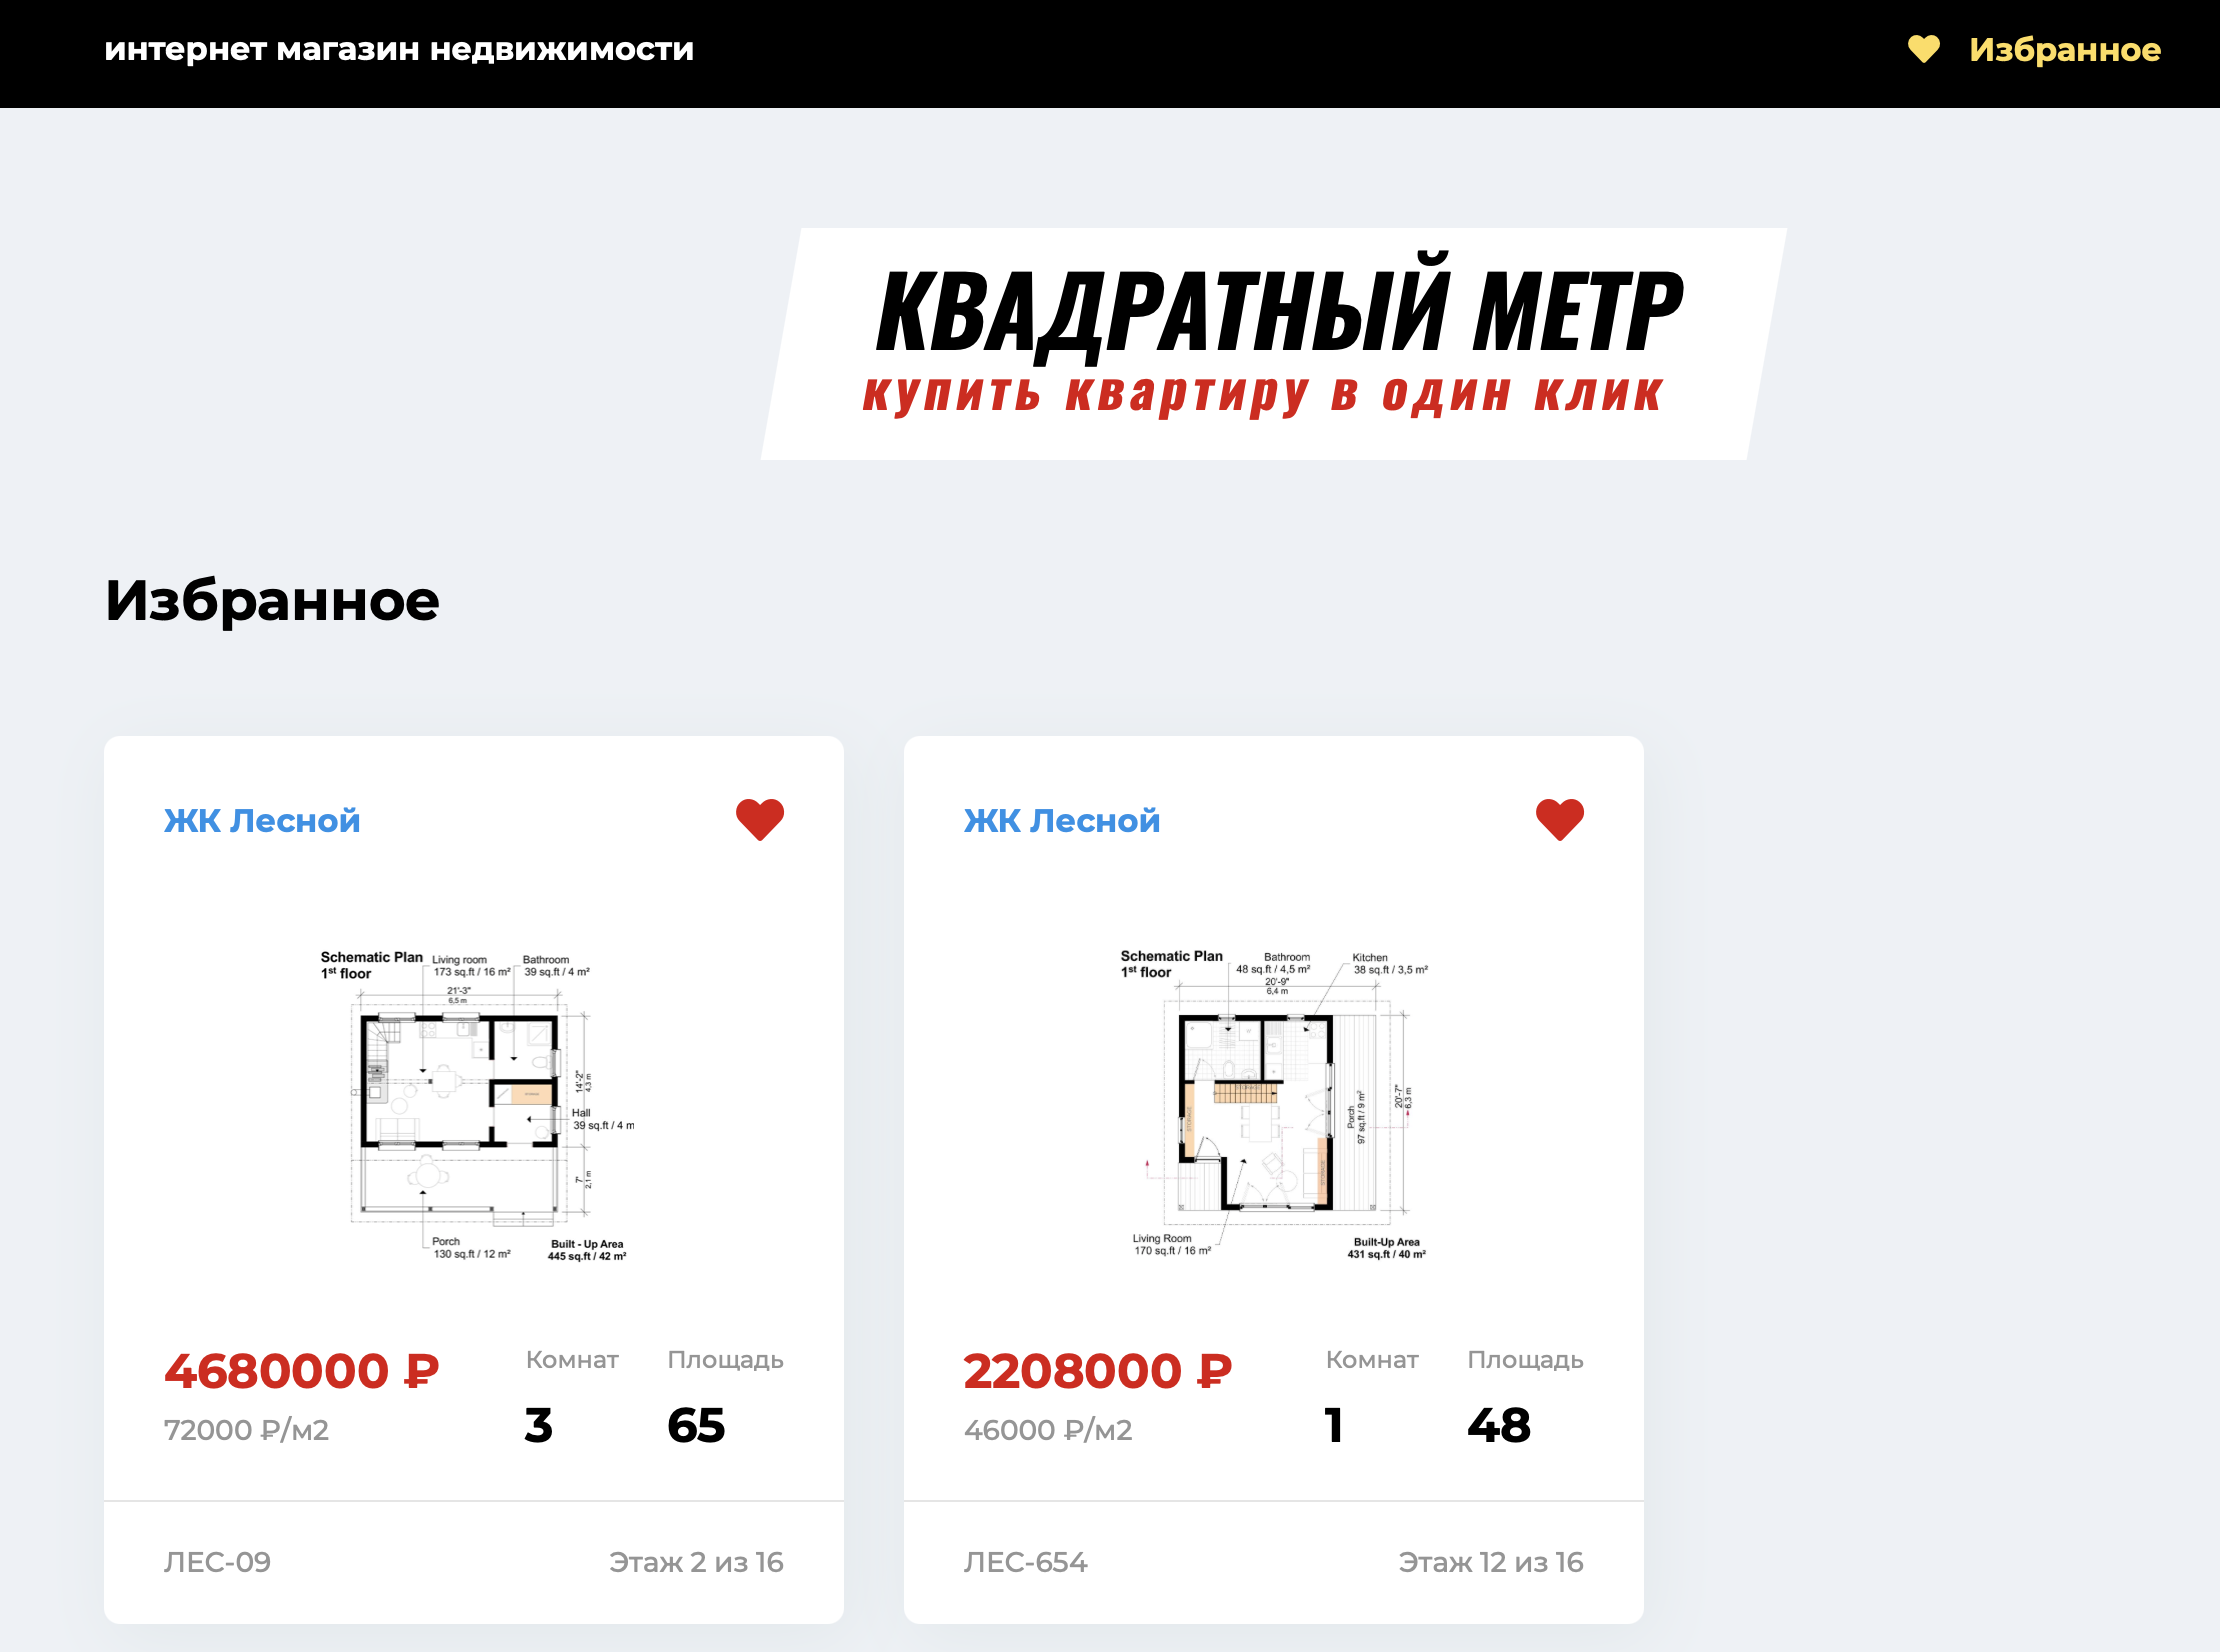 интернет магазин недвижимости
Избранное
КВАДРАТНЫЙ МЕТР
купить квартиру в один клик
Избранное
ЖК Лесной
Schematic Plan
1st floor
Living room
173 sq.ft / 16 m²
Bathroom
39 sq.ft / 4 m²
21'-3"
6,5 m
14'-2"
4,3 m
Hall
39 sq.ft / 4 m
7'
2,1 m
Porch
130 sq.ft / 12 m²
Built - Up Area
445 sq.ft / 42 m²
4680000 ₽
72000 ₽/м2
Комнат
3
Площадь
65
ЛЕС-09
Этаж 2 из 16
ЖК Лесной
Schematic Plan
1st floor
Bathroom
48 sq.ft / 4,5 m²
Kitchen
38 sq.ft / 3,5 m²
20'-9"
6,4 m
STORAGE
Porch
97 sq.ft / 9 m²
20'-7"
6,3 m
STORAGE
Living Room
170 sq.ft / 16 m²
Built-Up Area
431 sq.ft / 40 m²
2208000 ₽
46000 ₽/м2
Комнат
1
Площадь
48
ЛЕС-654
Этаж 12 из 16